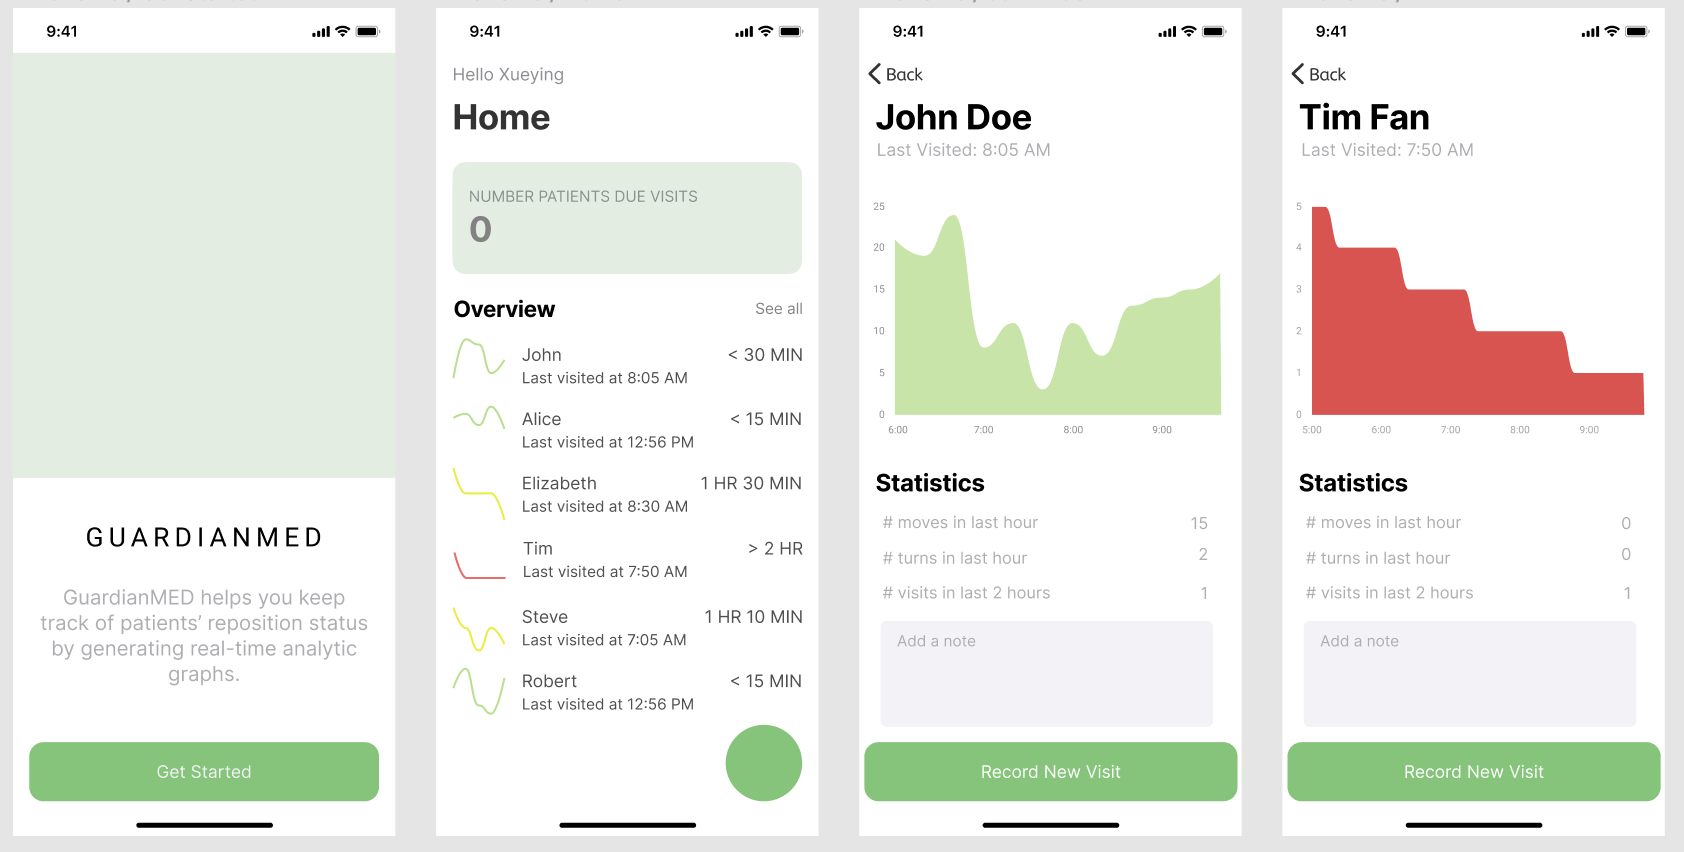 9:41
GUARDIANMED
GuardianMED helps you keep
track of patients’ reposition status
by generating real-time analytic
graphs.
Get Started
9:41
Hello Xueying
Home
NUMBER PATIENTS DUE VISITS
0
Overview
See all
John
< 30 MIN
Last visited at 8:05 AM
Alice
< 15 MIN
Last visited at 12:56 PM
Elizabeth
1 HR 30 MIN
Last visited at 8:30 AM
Tim
> 2 HR
Last visited at 7:50 AM
Steve
1 HR 10 MIN
Last visited at 7:05 AM
Robert
< 15 MIN
Last visited at 12:56 PM
9:41
Back
John Doe
Last Visited: 8:05 AM
25
20
15
10
5
0
6:00 7:00 8:00 9:00
Statistics
# moves in last hour 15
# turns in last hour 2
# visits in last 2 hours 1
Add a note
Record New Visit
9:41
Back
Tim Fan
Last Visited: 7:50 AM
5
4
3
2
1
0
5:00 6:00 7:00 8:00 9:00
Statistics
# moves in last hour 0
# turns in last hour 0
# visits in last 2 hours 1
Add a note
Record New Visit